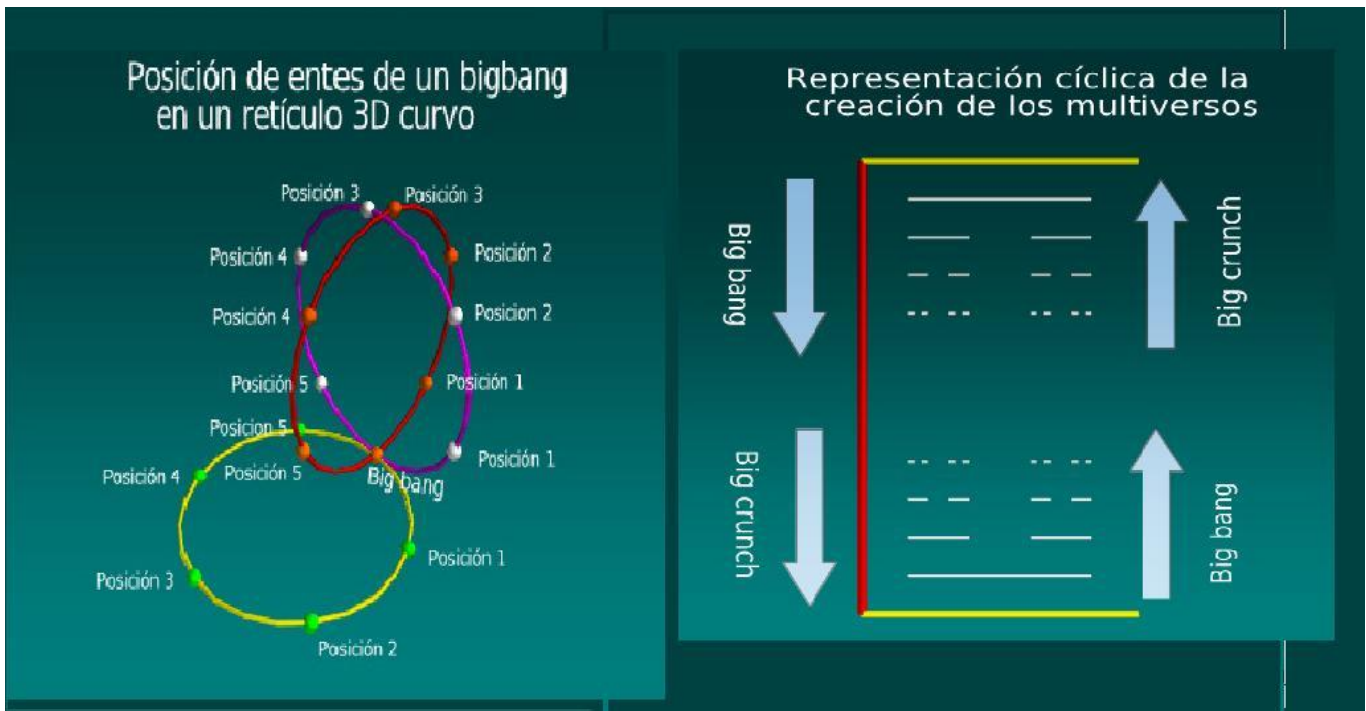 Posición de entes de un bigbang
en un retículo 3D curvo
Posición 3
Posición 3
Posición 4
Posición 2
Posición 4
Posicion 2
Posición 5
Posición 1
Posicion 5
Posición 4
Posición 5
Big bang
Posición 1
Posición 1
Posición 3
Posición 2
Representación cíclica de la
creación de los multiversos
Big bang
Big crunch
Big crunch
Big bang